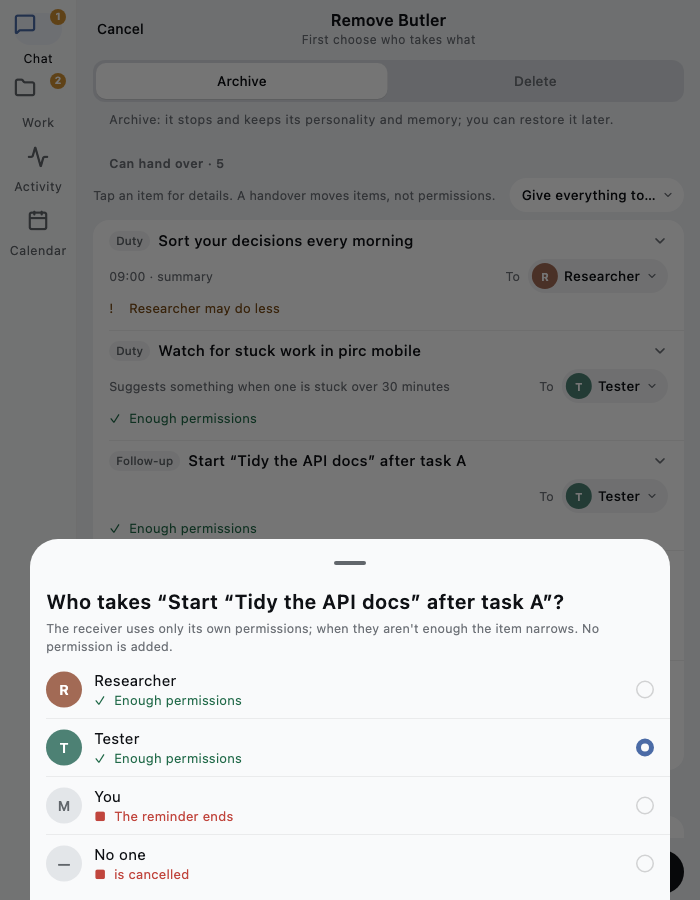 1
Chat
2
Work
Activity
Calendar
Cancel
Remove Butler
First choose who takes what
Archive
Delete
Archive: it stops and keeps its personality and memory; you can restore it later.
Can hand over · 5
Tap an item for details. A handover moves items, not permissions.
Give everything to...
Duty Sort your decisions every morning
09:00 · summary
To R Researcher
! Researcher may do less
Duty Watch for stuck work in pirc mobile
Suggests something when one is stuck over 30 minutes
To T Tester
✓ Enough permissions
Follow-up Start “Tidy the API docs” after task A
To T Tester
✓ Enough permissions
Who takes “Start “Tidy the API docs” after task A”?
The receiver uses only its own permissions; when they aren't enough the item narrows. No
permission is added.
R
Researcher
✓ Enough permissions
T
Tester
✓ Enough permissions
M
You
The reminder ends
—
No one
is cancelled